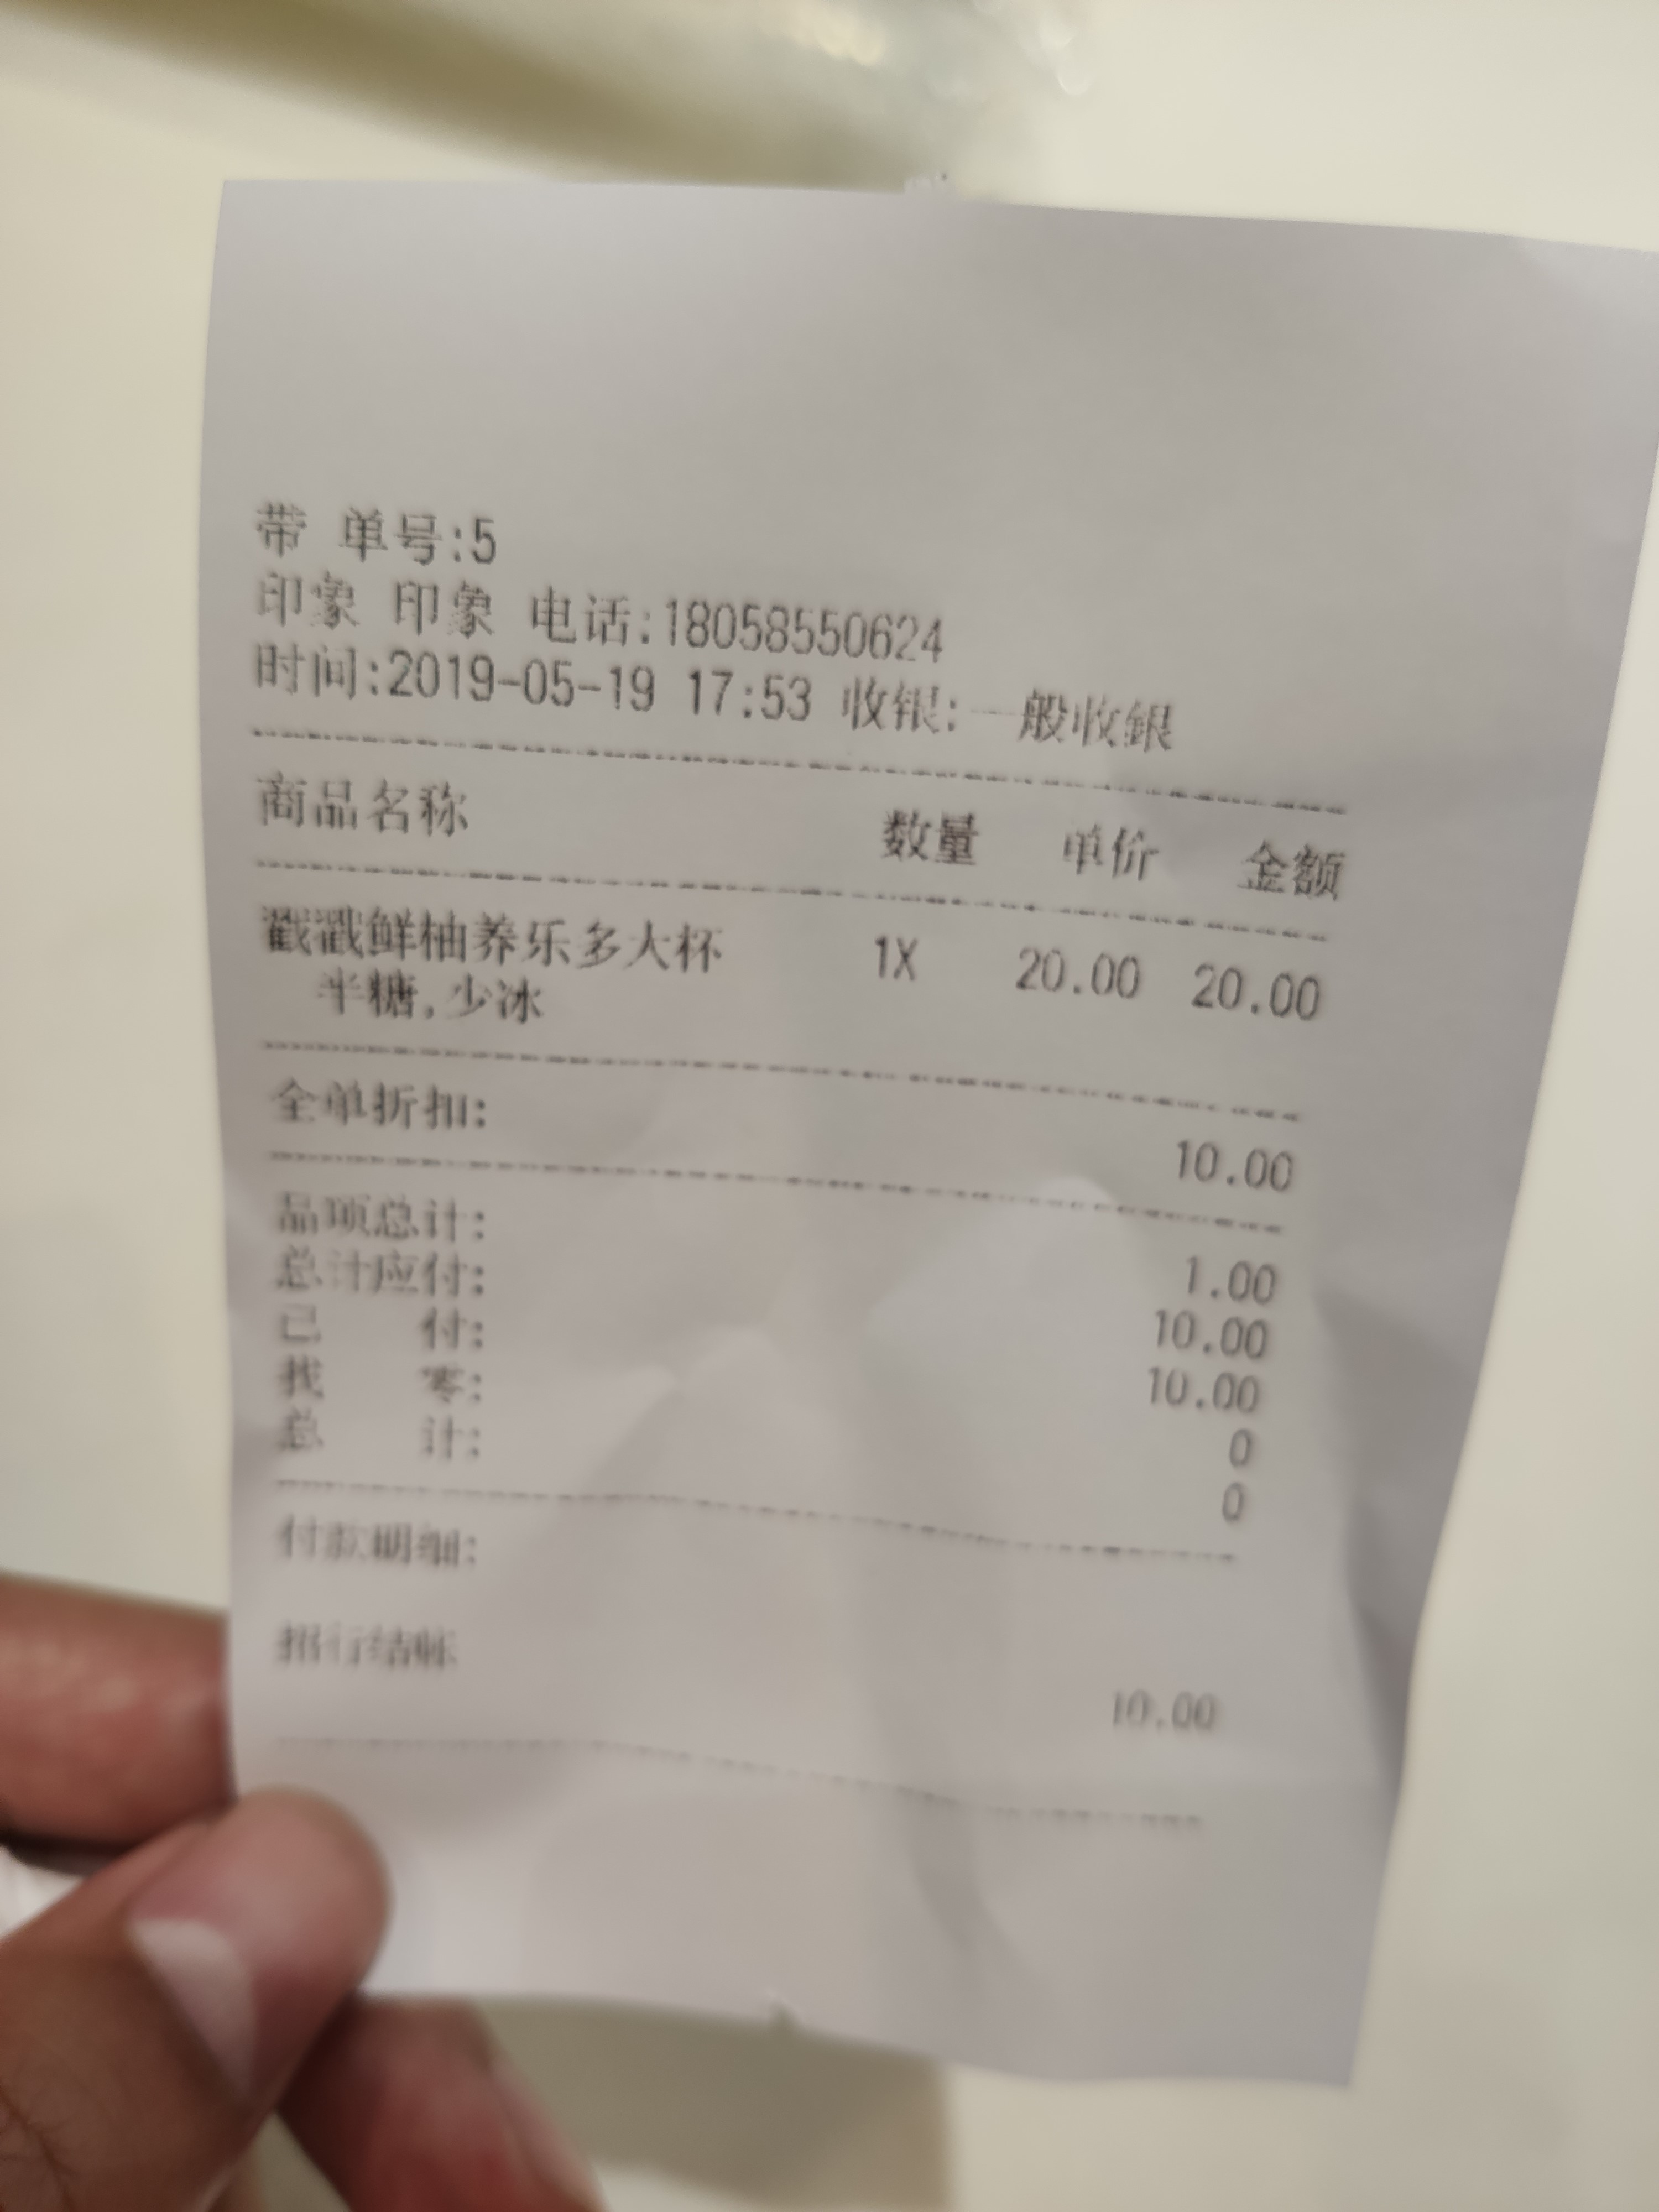 带 单号:5
印象 印象 电话:18058550624
时间:2019-05-19 17:53 收银:一般收銀
商品名称 数量 单价 金额
戳戳鲜柚养乐多大杯 1X 20.00 20.00
半糖,少冰
全单折扣: 10.00
品项总计: 1.00
总计应付: 10.00
已 付: 10.00
找 零: 0
总 计: 0
付款明细:
招行结帐 10.00